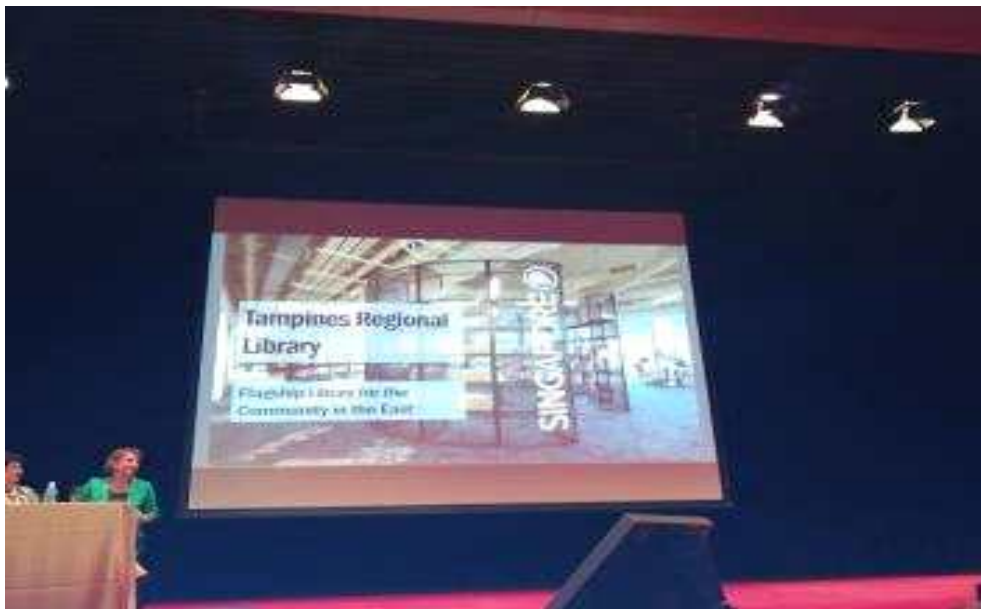 Tampines Regional
Library
Flagship Library for the
Community in the East
SINGAPORE